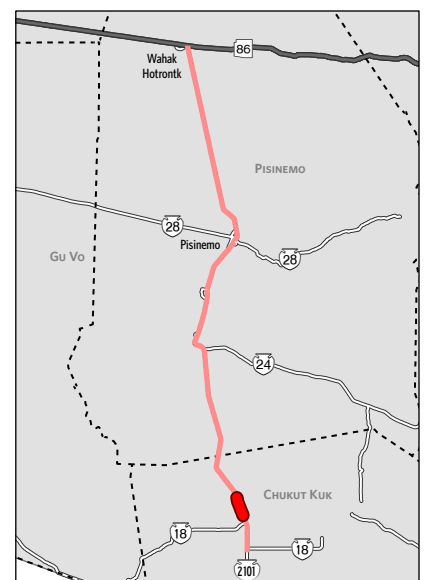 86
Wahak
Hotrontk
PISINEMO
28
Pisinemo
GU VO
28
24
CHUKUT KUK
18
18
2101